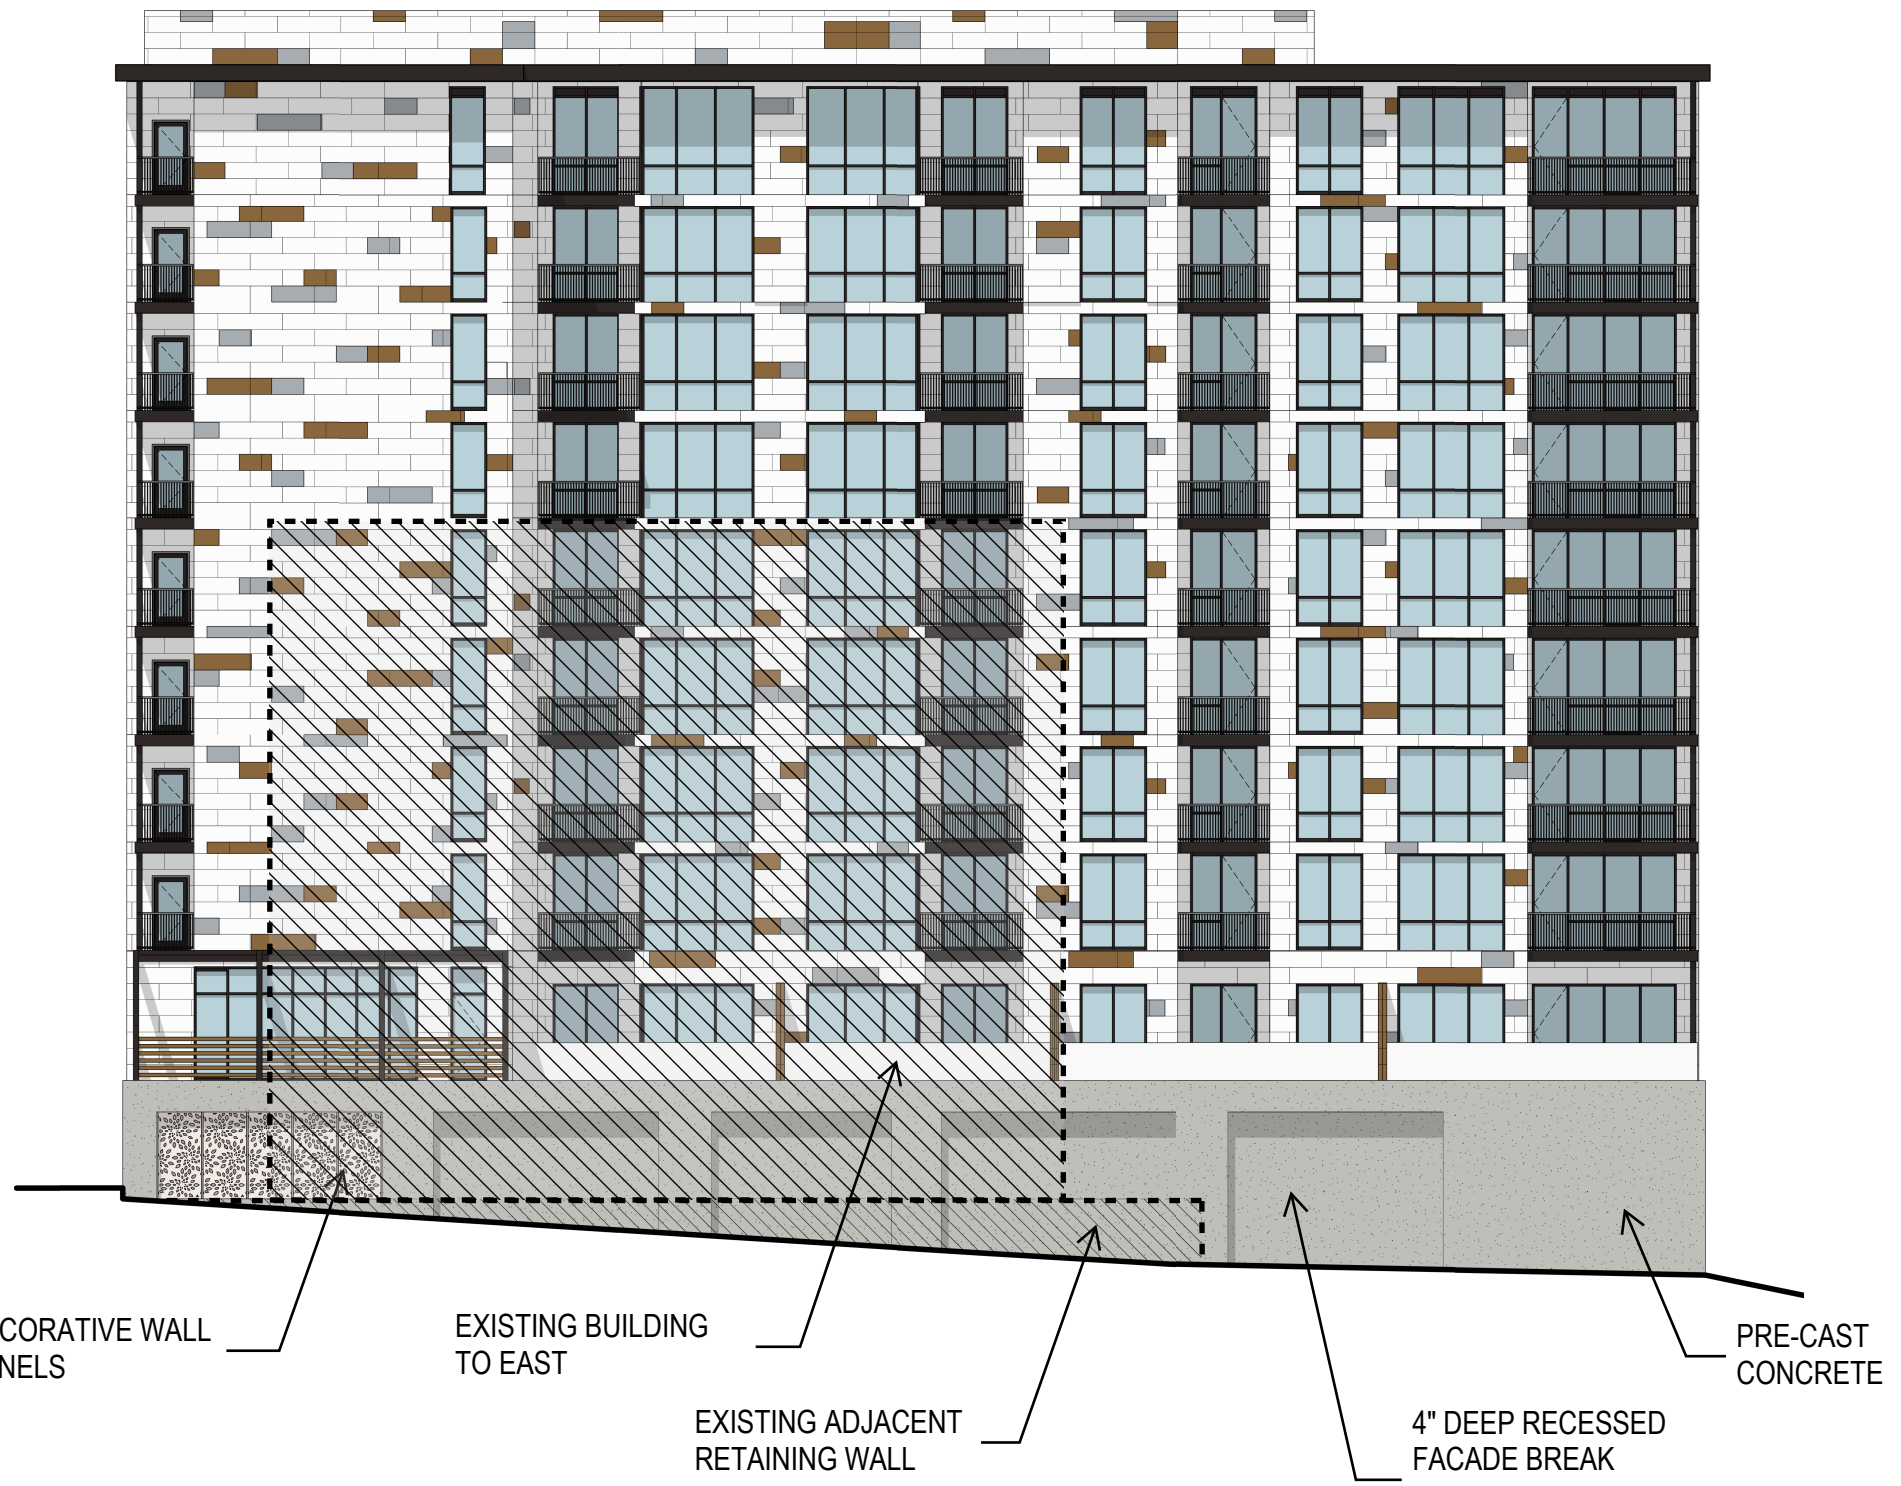 CORATIVE WALL
NELS
EXISTING BUILDING
TO EAST
EXISTING ADJACENT
RETAINING WALL
4" DEEP RECESSED
FACADE BREAK
PRE-CAST
CONCRETE